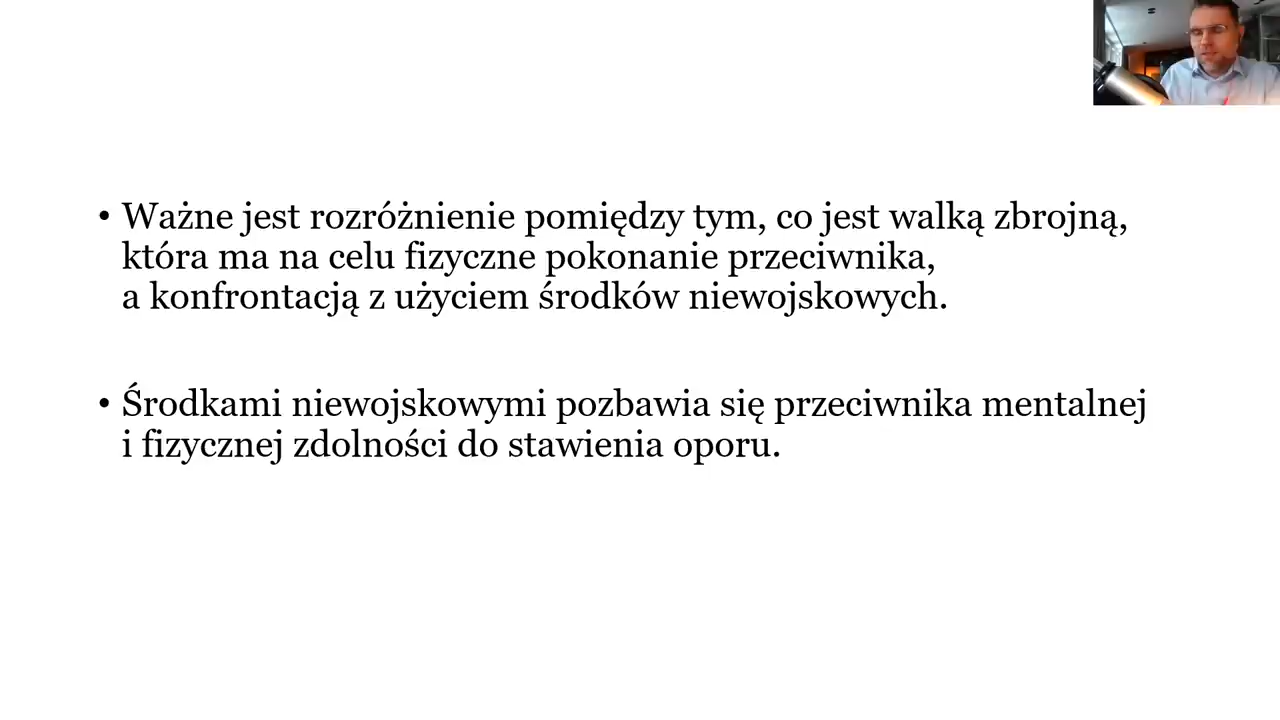 • Ważne jest rozróżnienie pomiędzy tym, co jest walką zbrojną,
która ma na celu fizyczne pokonanie przeciwnika,
a konfrontacją z użyciem środków niewojskowych.
• Środkami niewojskowymi pozbawia się przeciwnika mentalnej
i fizycznej zdolności do stawienia oporu.